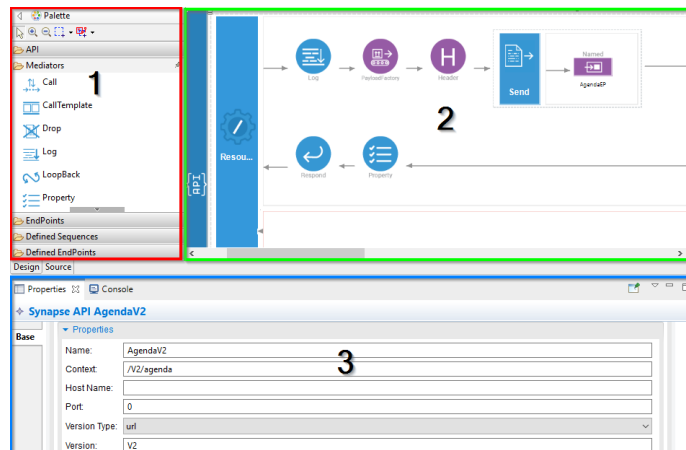 Palette
API
Mediators
1
Call
CallTemplate
Drop
Log
LoopBack
Property
EndPoints
Defined Sequences
Defined EndPoints
Design Source
{API}
Resou...
Log
PayloadFactory
H
Header
Send
Named
AgendaEP
2
Respond
Property
Properties Console
Synapse API AgendaV2
Base
Properties
Name: AgendaV2
3
Context: /V2/agenda
Host Name:
Port: 0
Version Type: url
Version: V2